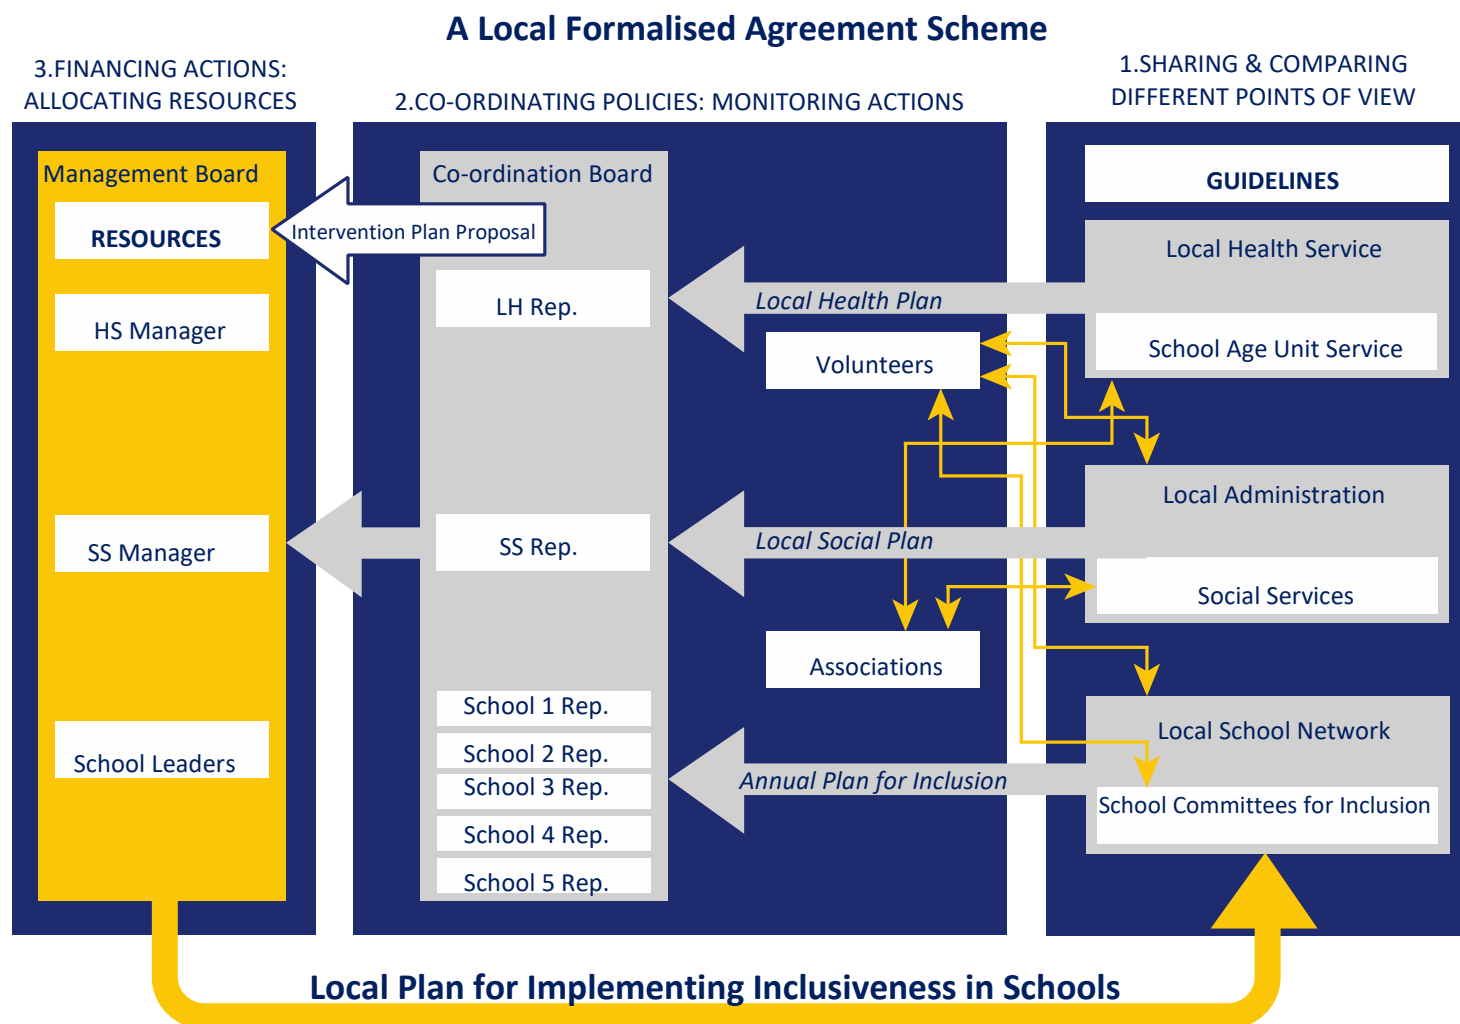 A Local Formalised Agreement Scheme
3.FINANCING ACTIONS:
ALLOCATING RESOURCES
2.CO-ORDINATING POLICIES: MONITORING ACTIONS
1.SHARING & COMPARING
DIFFERENT POINTS OF VIEW
Management Board
RESOURCES
HS Manager
SS Manager
School Leaders
Co-ordination Board
Intervention Plan Proposal
LH Rep.
SS Rep.
School 1 Rep.
School 2 Rep.
School 3 Rep.
School 4 Rep.
School 5 Rep.
Local Health Plan
Volunteers
Local Social Plan
Associations
Annual Plan for Inclusion
GUIDELINES
Local Health Service
School Age Unit Service
Local Administration
Social Services
Local School Network
School Committees for Inclusion
Local Plan for Implementing Inclusiveness in Schools